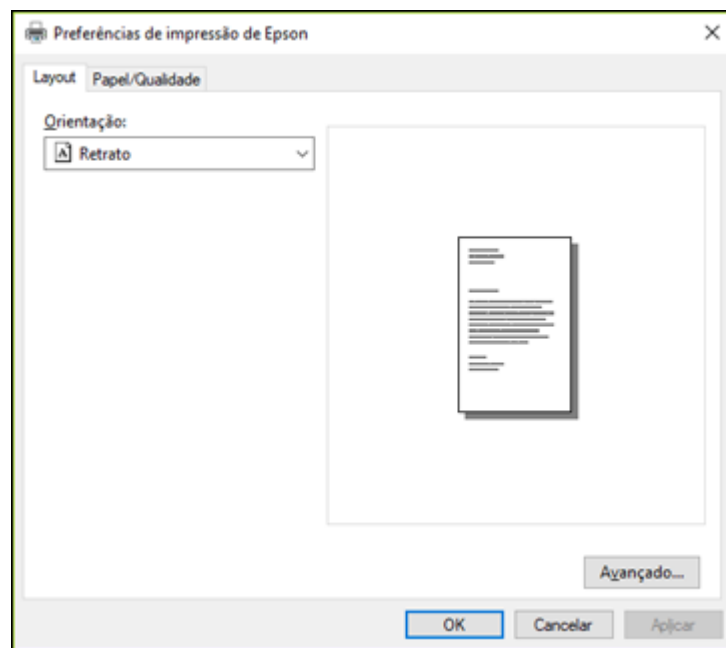 Preferências de impressão de Epson
Layout Papel/Qualidade
Orientação:
A Retrato
Avançado...
OK Cancelar Aplicar